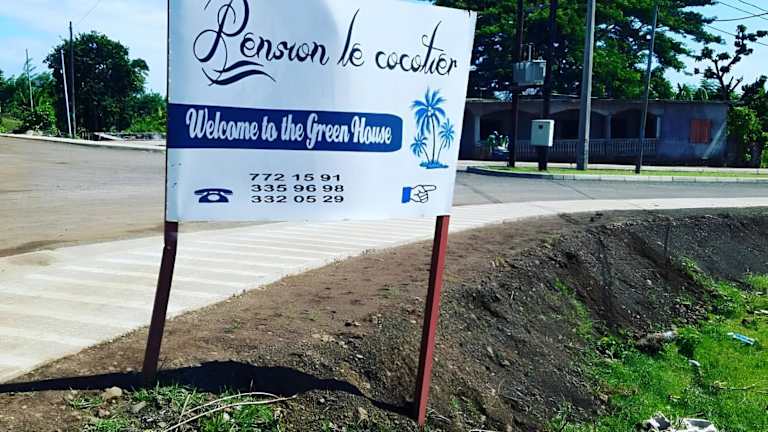 Pension le cocotier
Welcome to the Green House
772 15 91
335 96 98
332 05 29